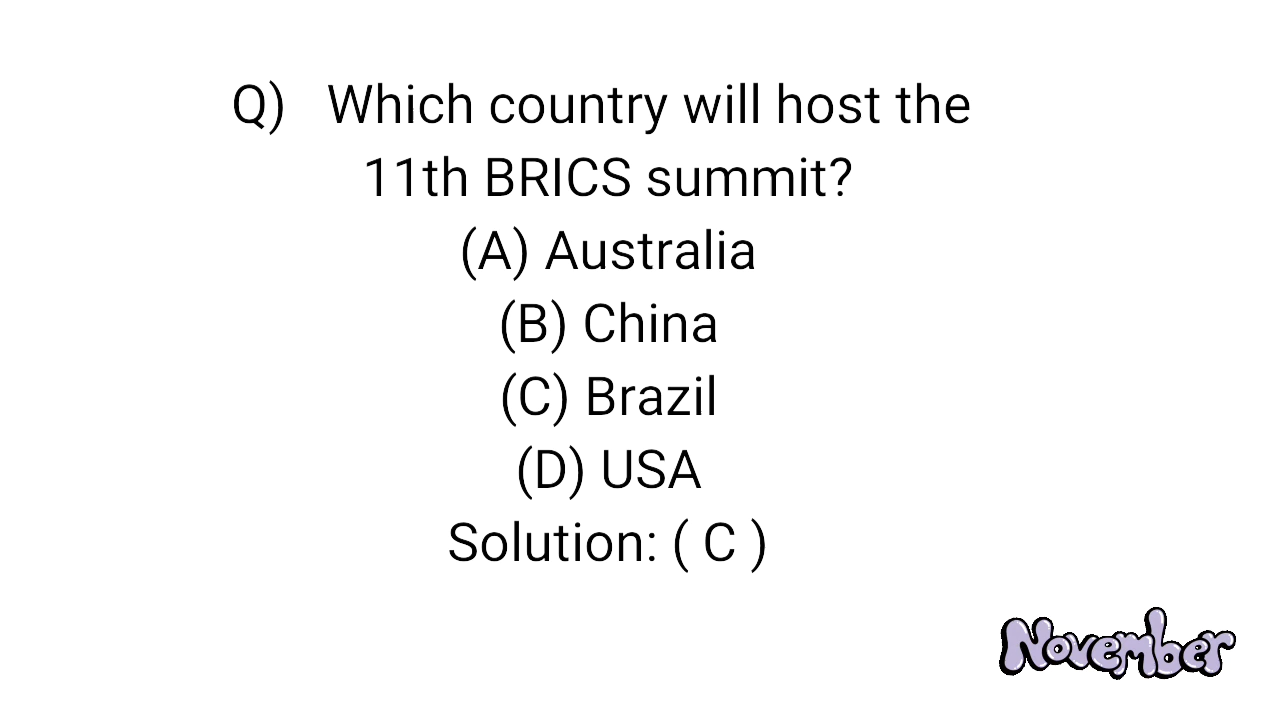 Q) Which country will host the
11th BRICS summit?
(A) Australia
(B) China
(C) Brazil
(D) USA
Solution: ( C )
November